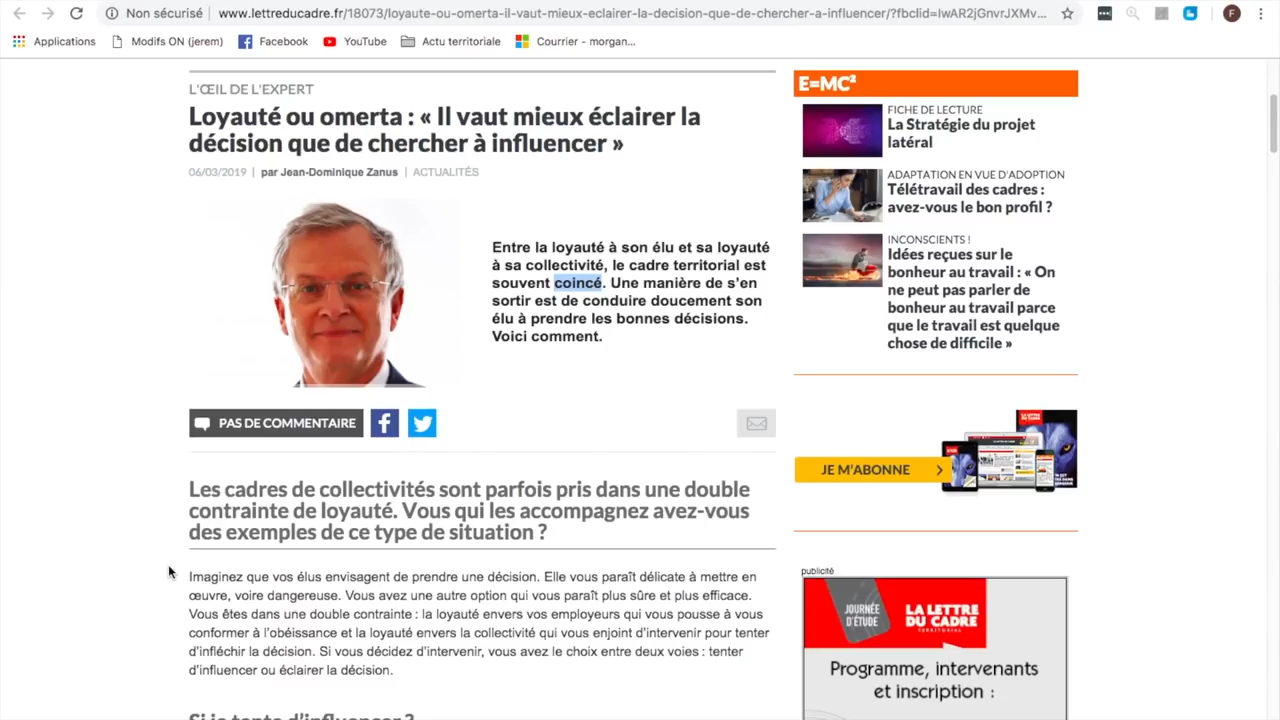 Non sécurisé
www.lettreducadre.fr/18073/loyaute-ou-omerta-il-vaut-mieux-eclairer-la-decision-que-de-chercher-a-influencer/?fbclid=IwAR2jGnvrJXMv...
F
Applications
Modifs ON (jerem)
Facebook
YouTube
Actu territoriale
Courrier - morgan...
L'ŒIL DE L'EXPERT
Loyauté ou omerta : « Il vaut mieux éclairer la
décision que de chercher à influencer »
06/03/2019 | par Jean-Dominique Zanus | ACTUALITÉS
Entre la loyauté à son élu et sa loyauté
à sa collectivité, le cadre territorial est
souvent coincé. Une manière de s'en
sortir est de conduire doucement son
élu à prendre les bonnes décisions.
Voici comment.
PAS DE COMMENTAIRE
Les cadres de collectivités sont parfois pris dans une double
contrainte de loyauté. Vous qui les accompagnez avez-vous
des exemples de ce type de situation ?
Imaginez que vos élus envisagent de prendre une décision. Elle vous paraît délicate à mettre en
œuvre, voire dangereuse. Vous avez une autre option qui vous paraît plus sûre et plus efficace.
Vous êtes dans une double contrainte : la loyauté envers vos employeurs qui vous pousse à vous
conformer à l'obéissance et la loyauté envers la collectivité qui vous enjoint d'intervenir pour tenter
d'infléchir la décision. Si vous décidez d'intervenir, vous avez le choix entre deux voies : tenter
d'influencer ou éclairer la décision.
Si je tente d'influencer ?
E=MC²
FICHE DE LECTURE
La Stratégie du projet
latéral
ADAPTATION EN VUE D'ADOPTION
Télétravail des cadres :
avez-vous le bon profil ?
INCONSCIENTS !
Idées reçues sur le
bonheur au travail : « On
ne peut pas parler de
bonheur au travail parce
que le travail est quelque
chose de difficile »
JE M'ABONNE
publicité
JOURNÉE
D'ÉTUDE
LA LETTRE
DU CADRE
TERRITORIAL
Programme, intervenants
et inscription :